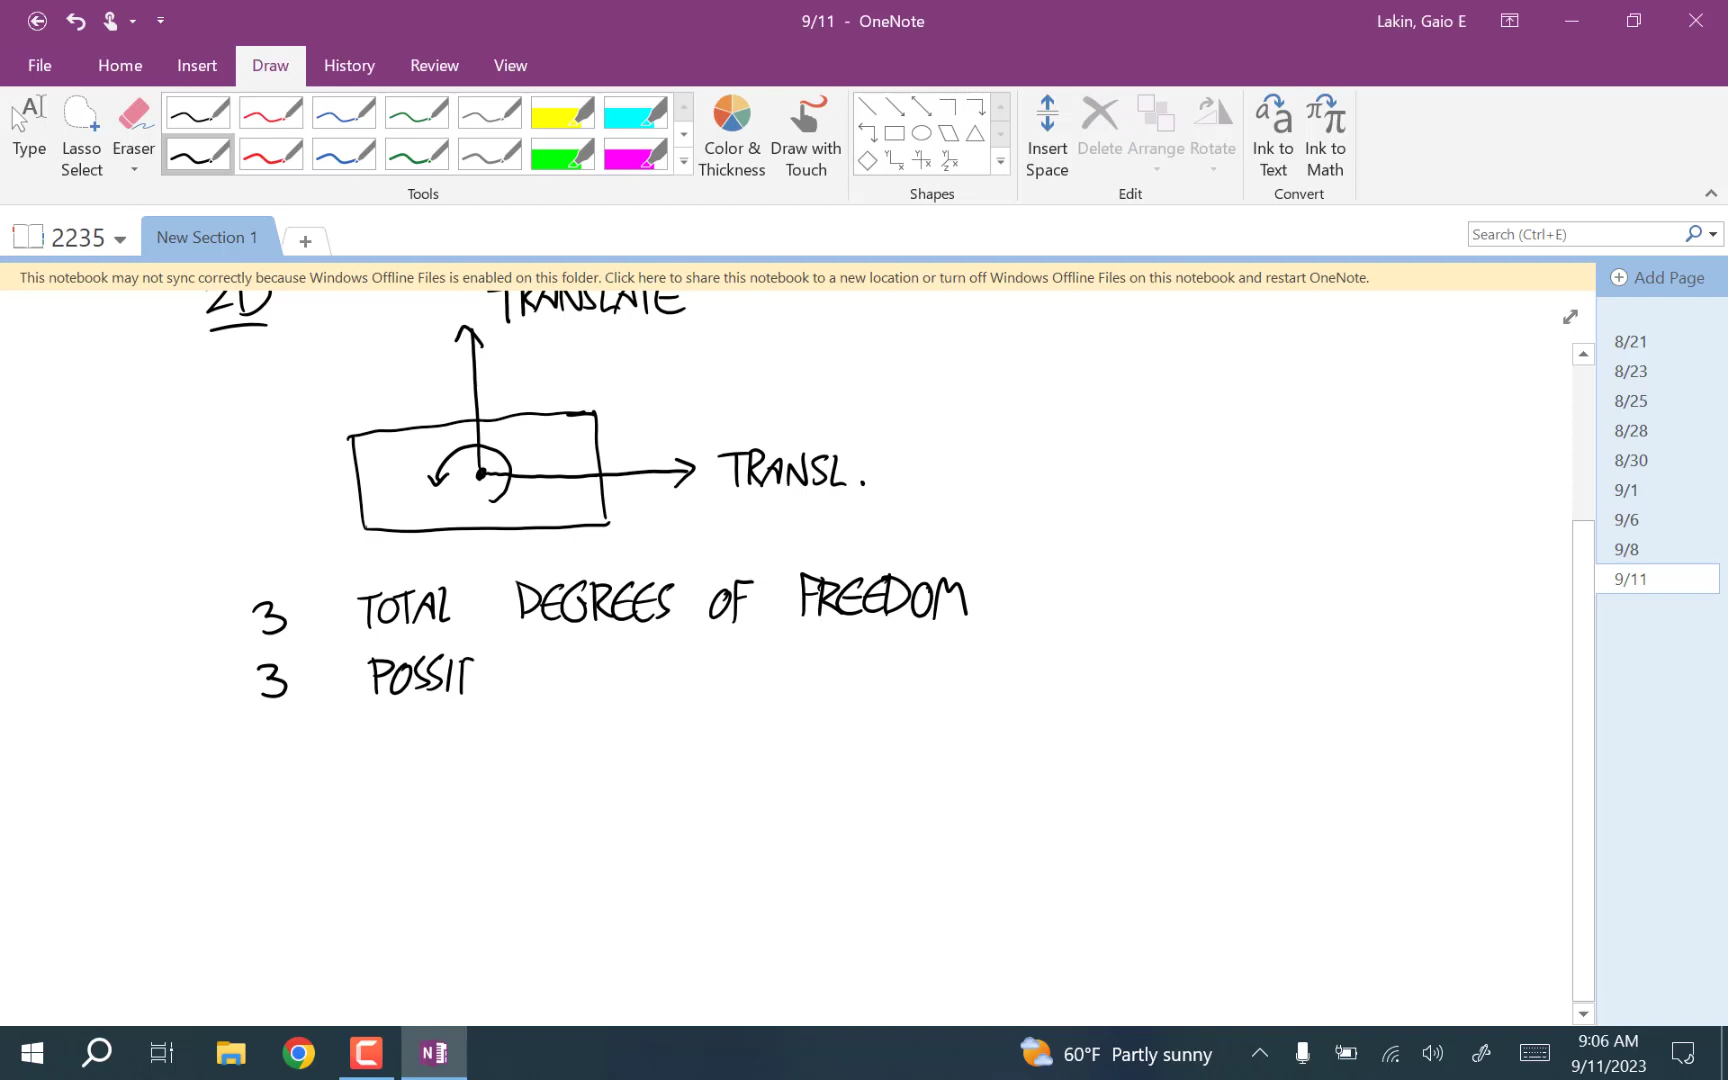 9/11 - OneNote
Lakin, Gaio E
File Home Insert Draw History Review View
Type
Lasso Select
Eraser
Color & Thickness
Draw with Touch
Insert Space
Delete Arrange Rotate
Ink to Text
Ink to Math
Tools Shapes Edit Convert
2235 New Section 1
Search (Ctrl+E)
This notebook may not sync correctly because Windows Offline Files is enabled on this folder. Click here to share this notebook to a new location or turn off Windows Offline Files on this notebook and restart OneNote.
Add Page
8/21
8/23
8/25
8/28
8/30
9/1
9/6
9/8
9/11
2D TRANSLATE
TRANSL.
3 TOTAL DEGREES OF FREEDOM
3 POSSIT
60°F Partly sunny
9:06 AM
9/11/2023